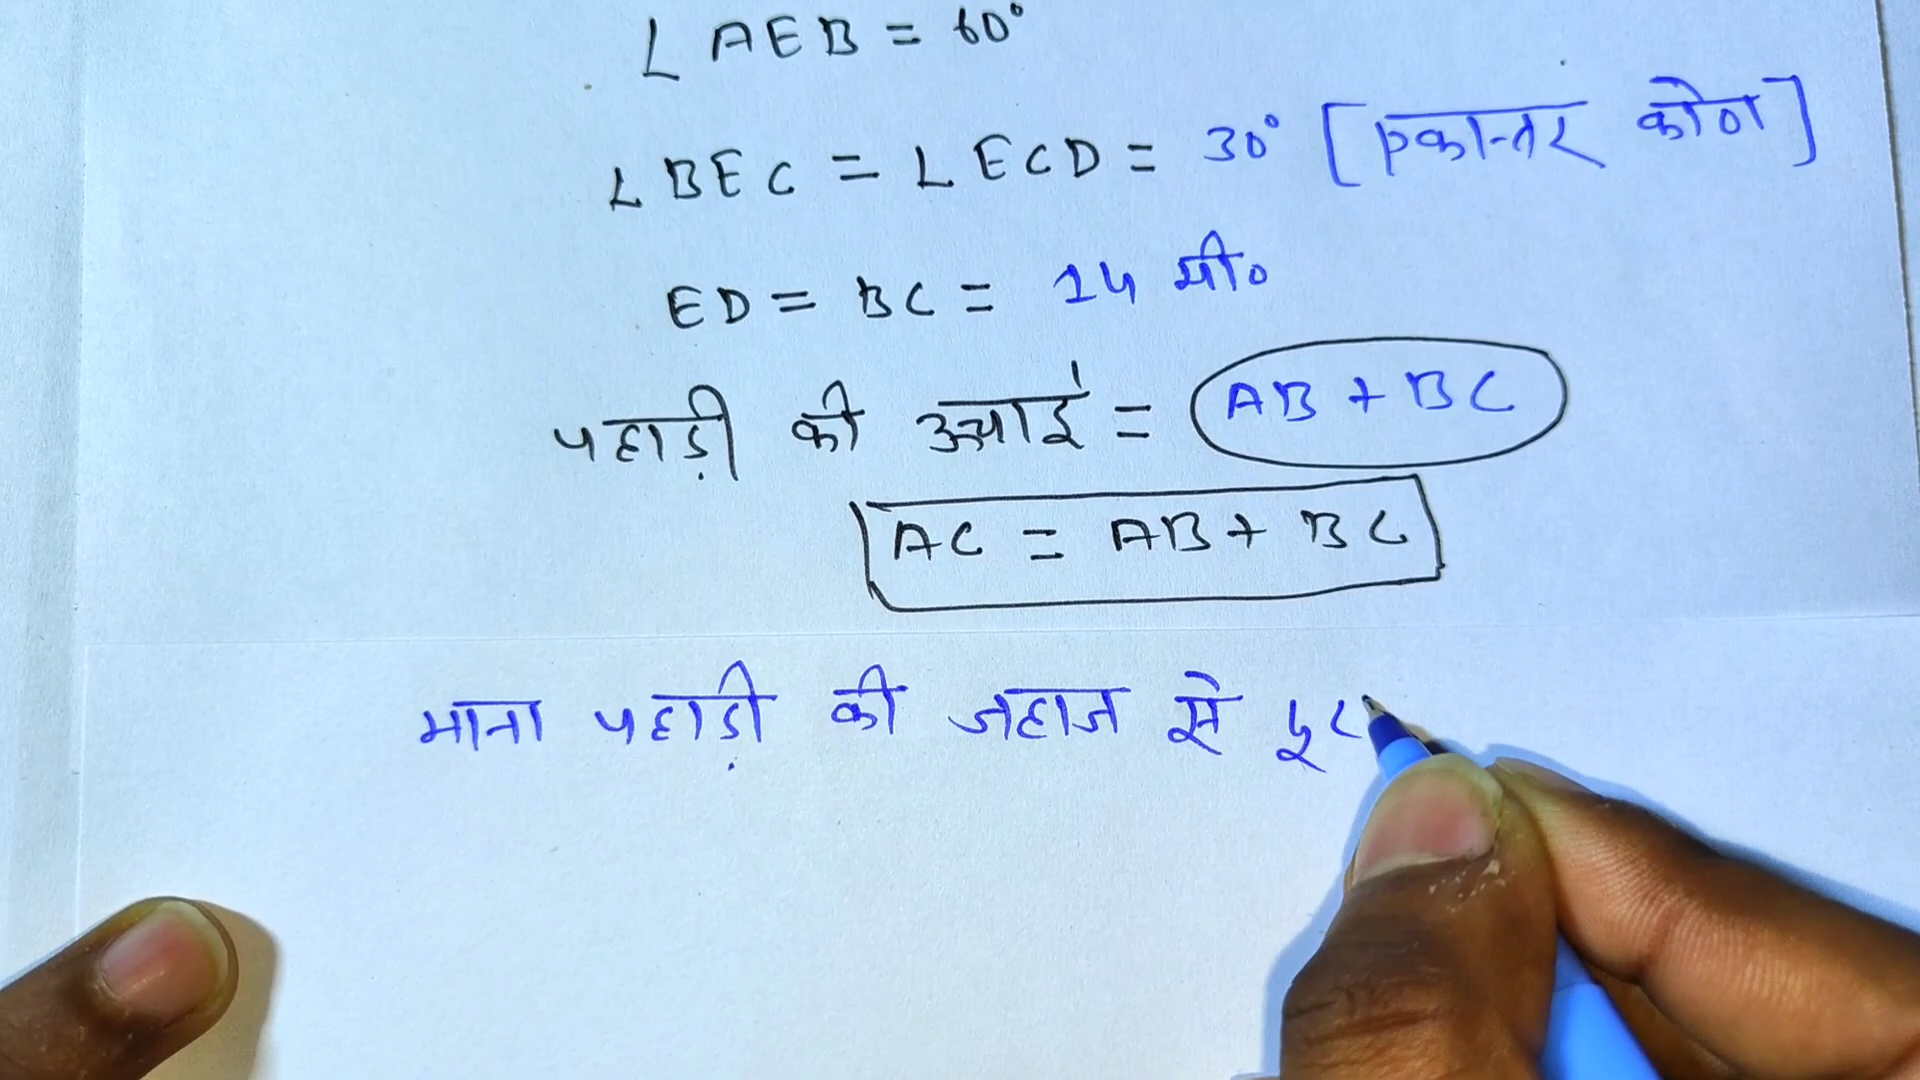 ∠AEB = 60°
∠BEC = ∠ECD = 30° [एकान्तर कोण]
ED = BC = 14 मी०
पहाड़ी की ऊचाई = AB + BC
AC = AB + BC
माना पहाड़ी की जहाज से